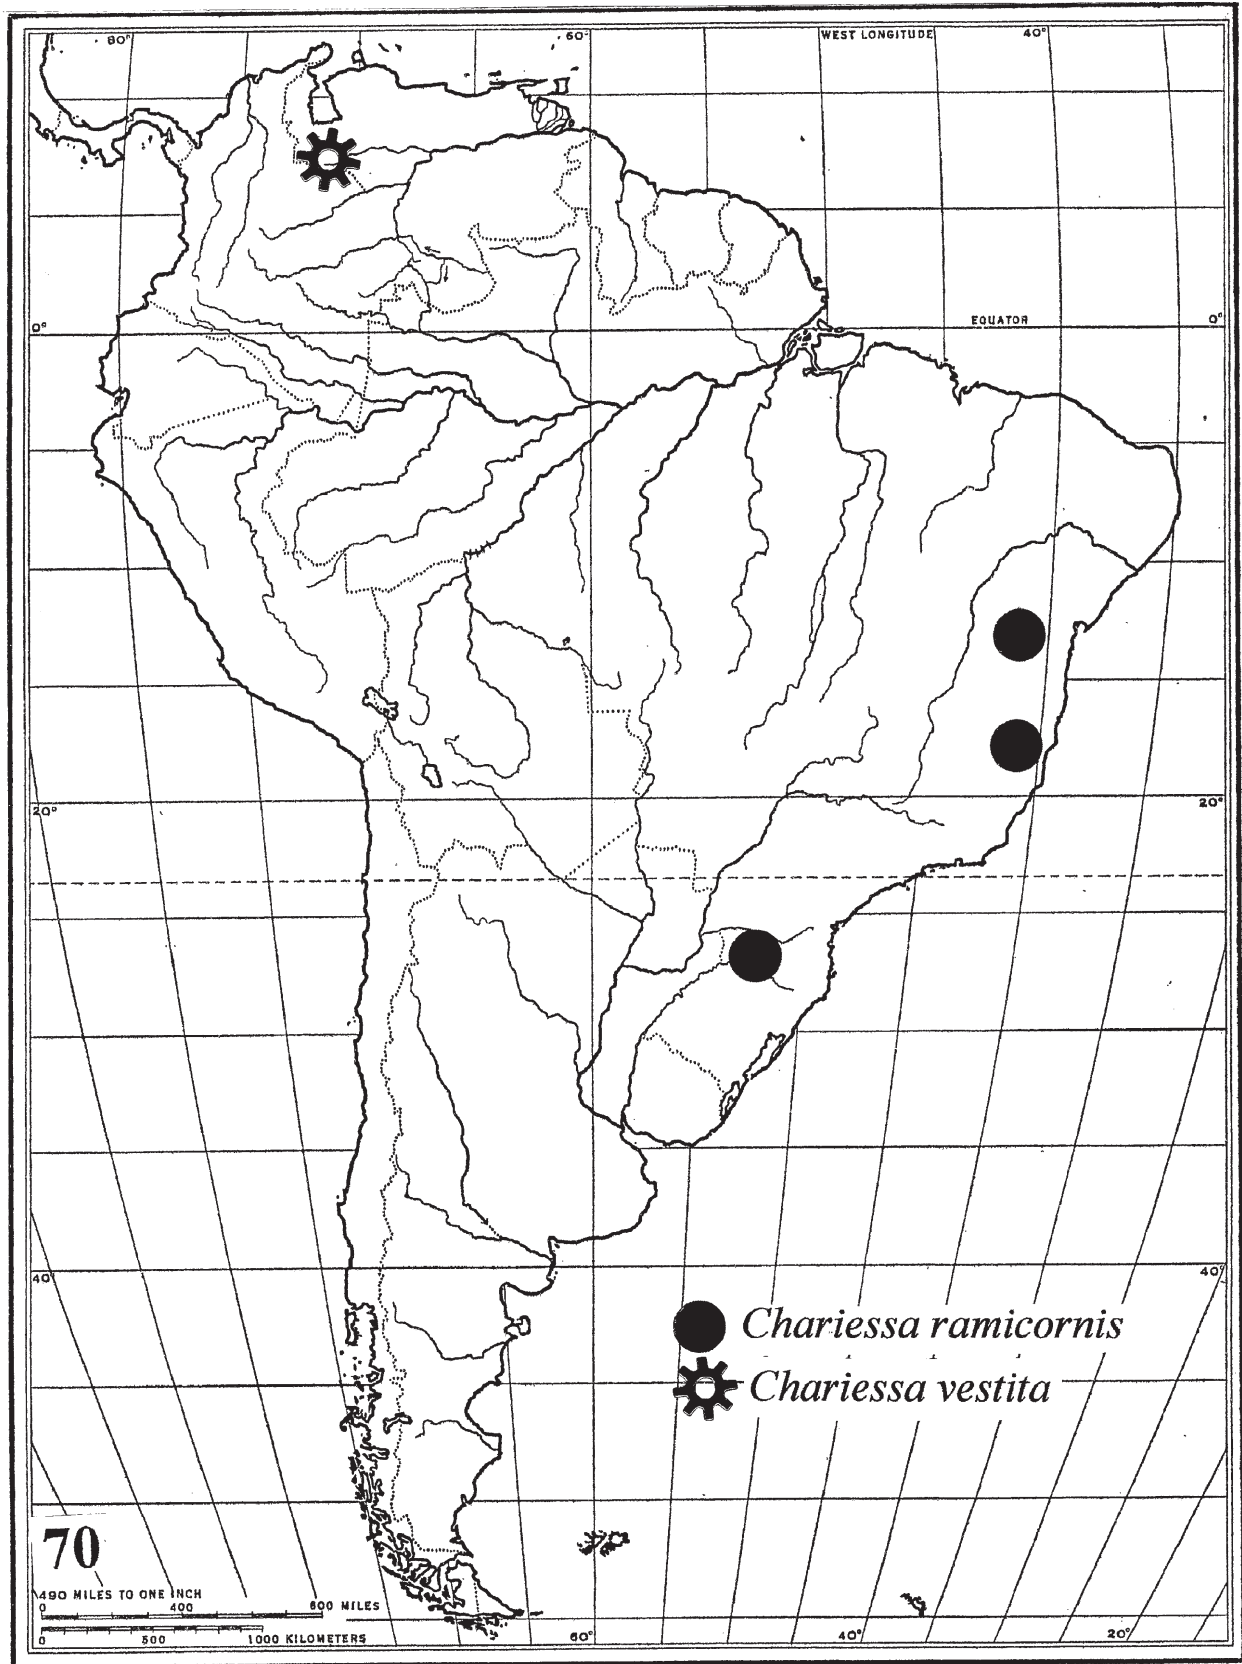 80°
60°
WEST LONGITUDE
40°
0°
EQUATOR
0°
20°
20°
40°
40°
Chariessa ramicornis
Chariessa vestita
70
490 MILES TO ONE INCH
0 400 800 MILES
0 500 1000 KILOMETERS
60°
40°
20°